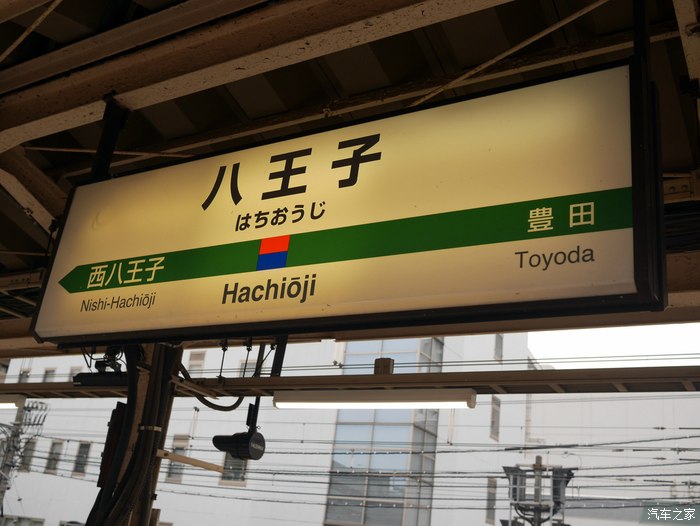 八王子
はちおうじ
西八王子
豊田
Nishi-Hachiōji
Hachiōji
Toyoda
汽车之家